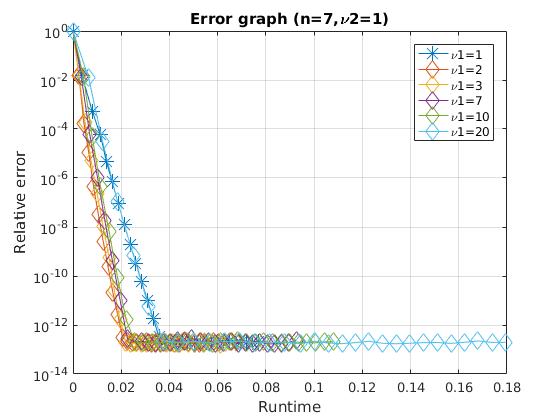 Error graph (n=7,ν2=1)
10^0
10^-2
10^-4
10^-6
10^-8
10^-10
10^-12
10^-14
Relative error
ν1=1
ν1=2
ν1=3
ν1=7
ν1=10
ν1=20
0 0.02 0.04 0.06 0.08 0.1 0.12 0.14 0.16 0.18
Runtime